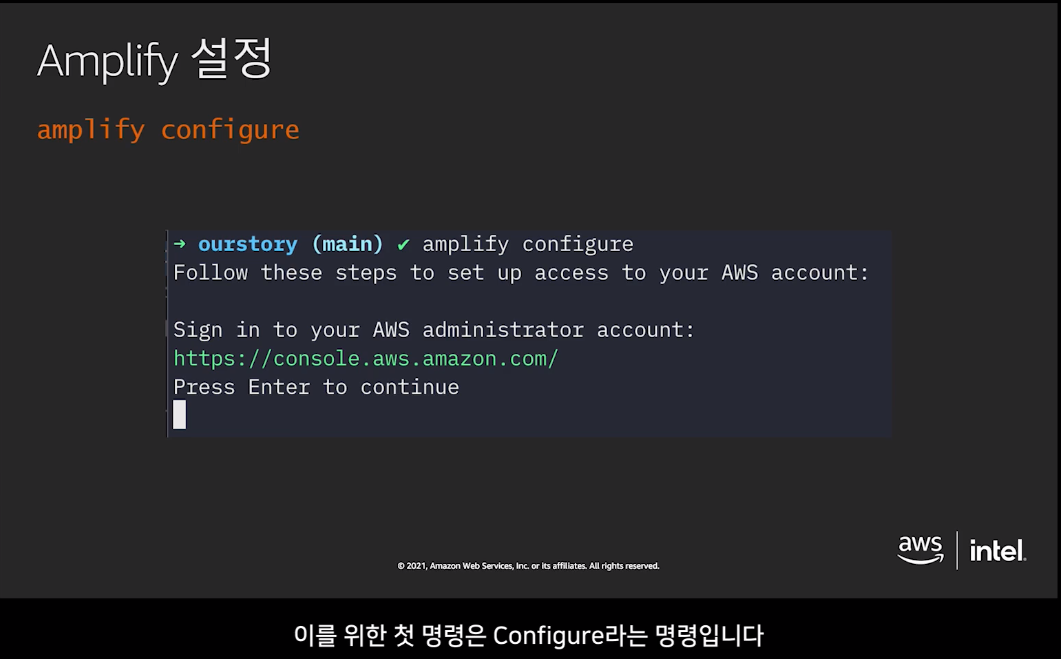 Amplify 설정
amplify configure
→ ourstory (main) ✔ amplify configure
Follow these steps to set up access to your AWS account:
Sign in to your AWS administrator account:
https://console.aws.amazon.com/
Press Enter to continue
aws | intel.
© 2021, Amazon Web Services, Inc. or its affiliates. All rights reserved.
이를 위한 첫 명령은 Configure라는 명령입니다